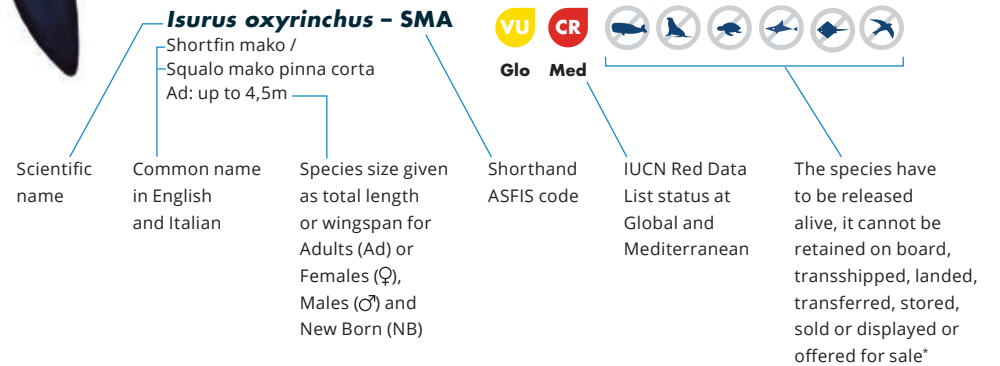 Isurus oxyrinchus – SMA
Shortfin mako /
Squalo mako pinna corta
Ad: up to 4,5m
VU CR
Glo Med
Scientific
name
Common name
in English
and Italian
Species size given
as total length
or wingspan for
Adults (Ad) or
Females (♀),
Males (♂) and
New Born (NB)
Shorthand
ASFIS code
IUCN Red Data
List status at
Global and
Mediterranean
The species have
to be released
alive, it cannot be
retained on board,
transshipped, landed,
transferred, stored,
sold or displayed or
offered for sale*